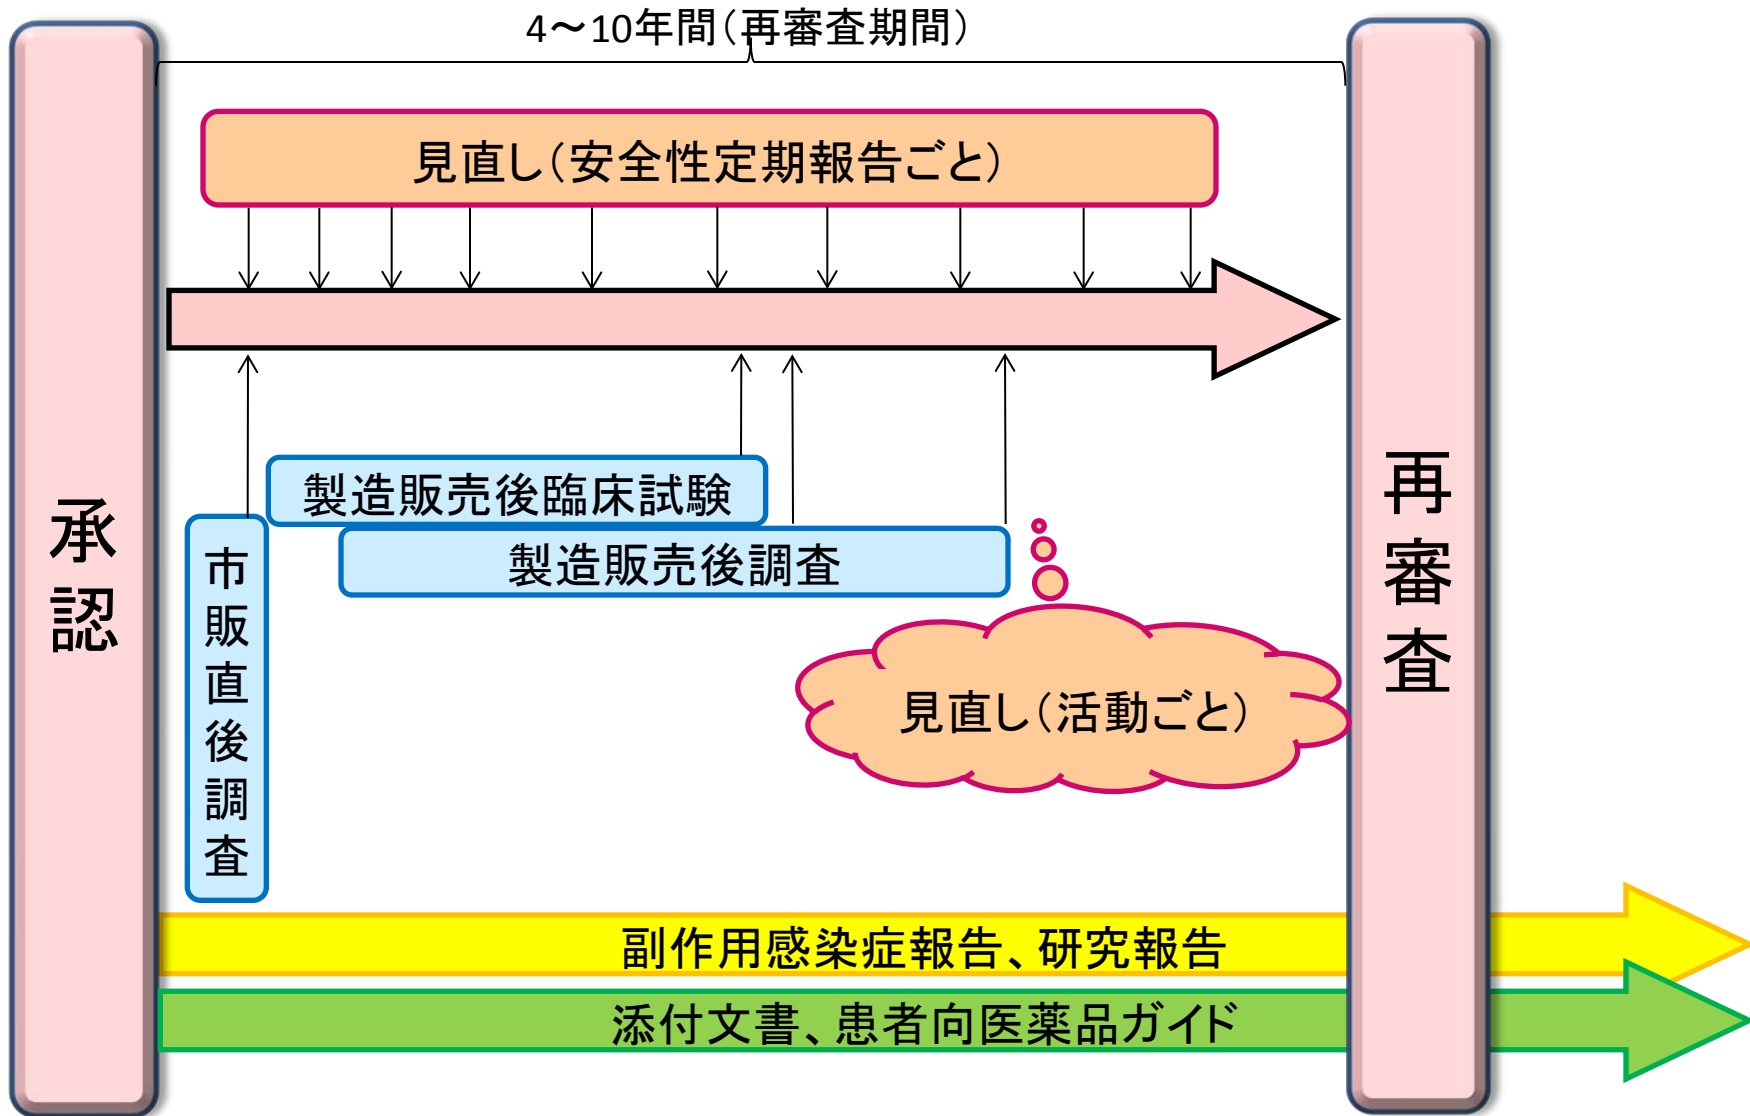 4～10年間（再審査期間）
見直し（安全性定期報告ごと）
承認
製造販売後臨床試験
製造販売後調査
市販直後調査
見直し（活動ごと）
再審査
副作用感染症報告、研究報告
添付文書、患者向医薬品ガイド